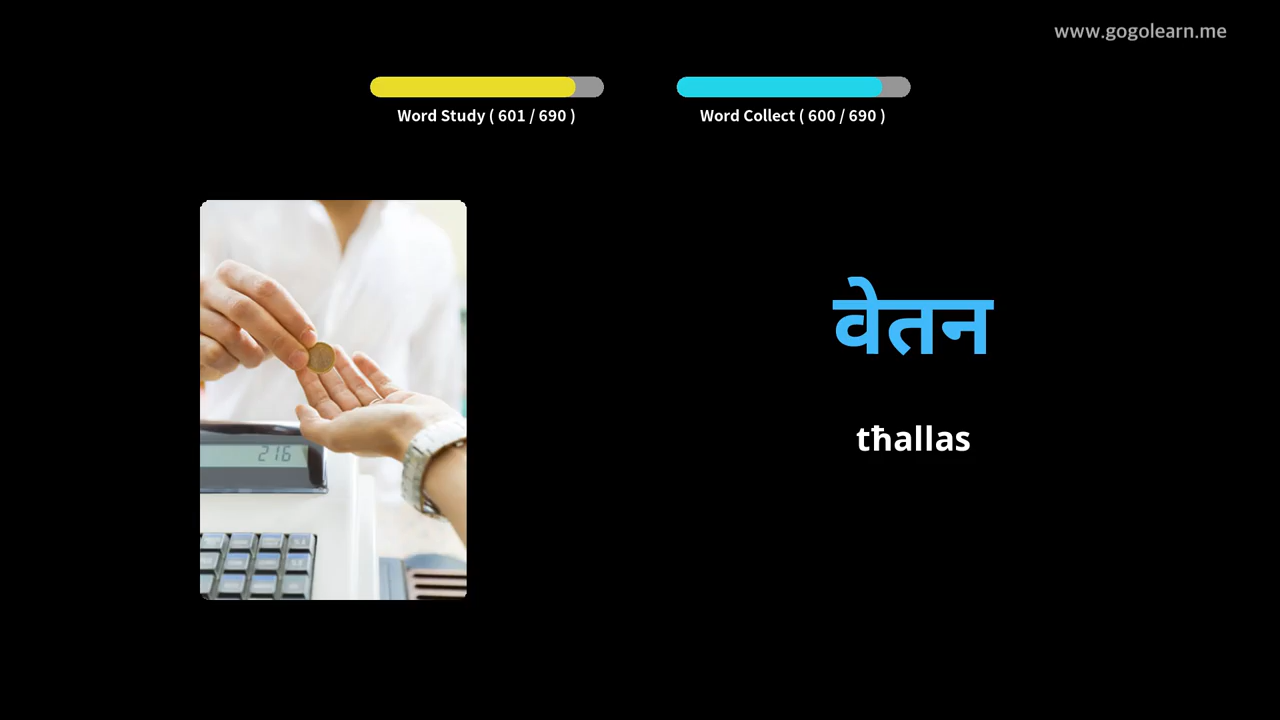 www.gogolearn.me
Word Study ( 601 / 690 )
Word Collect ( 600 / 690 )
वेतन
tħallas
216